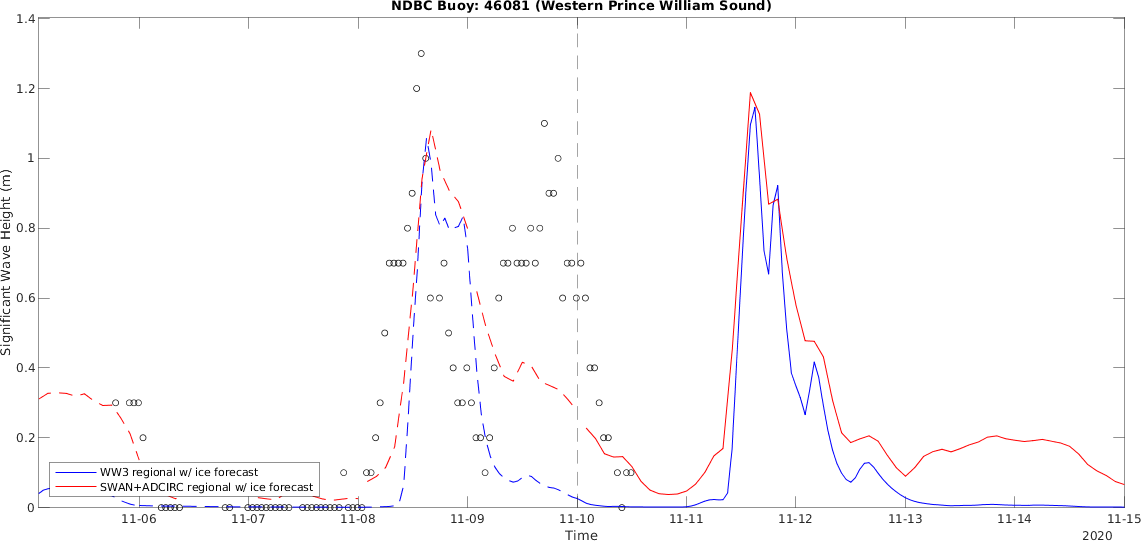 NDBC Buoy: 46081 (Western Prince William Sound)
1.4
1.2
1
0.8
0.6
0.4
0.2
0
Significant Wave Height (m)
WW3 regional w/ ice forecast
SWAN+ADCIRC regional w/ ice forecast
11-06 11-07 11-08 11-09 11-10 11-11 11-12 11-13 11-14 11-15
Time
2020